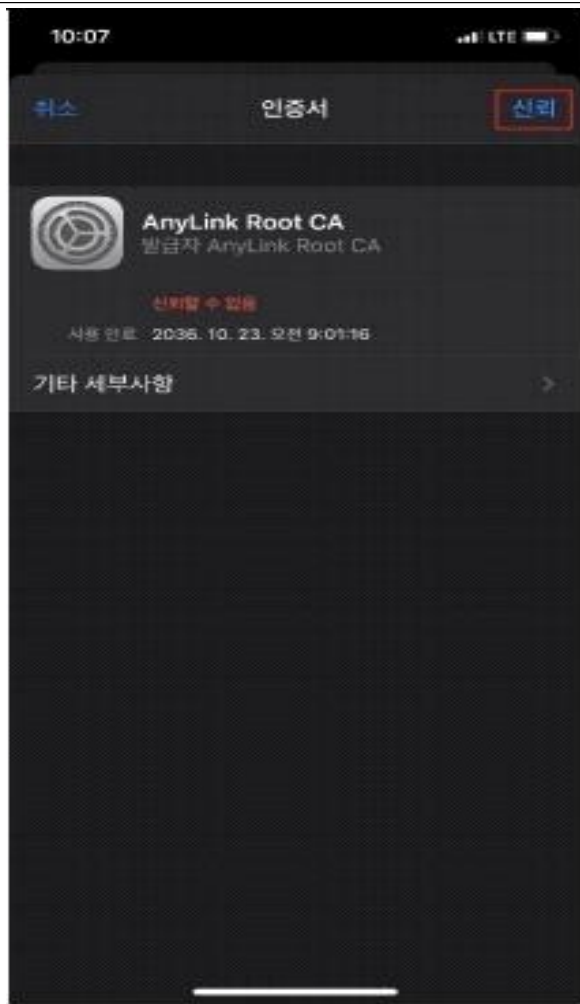 10:07
LTE
취소
인증서
신뢰
AnyLink Root CA
발급자 AnyLink Root CA
신뢰할 수 없음
사용 만료 2036. 10. 23. 오전 9:01:16
기타 세부사항